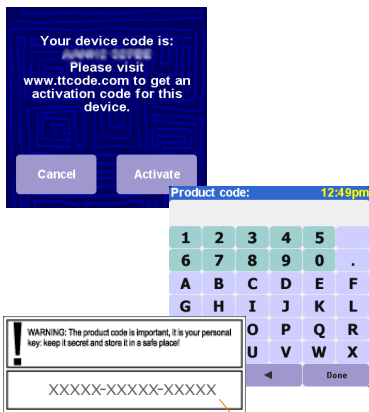 Your device code is:
Please visit
www.ttcode.com to get an
activation code for this
device.
Cancel Activate
Product code: 12:49pm
1 2 3 4 5
6 7 8 9 0 .
A B C D E F
G H I J K L
O P Q R
U V W X
◄ Done
! WARNING: The product code is important, it is your personal
key: keep it secret and store it in a safe place!
XXXXX-XXXXX-XXXXX